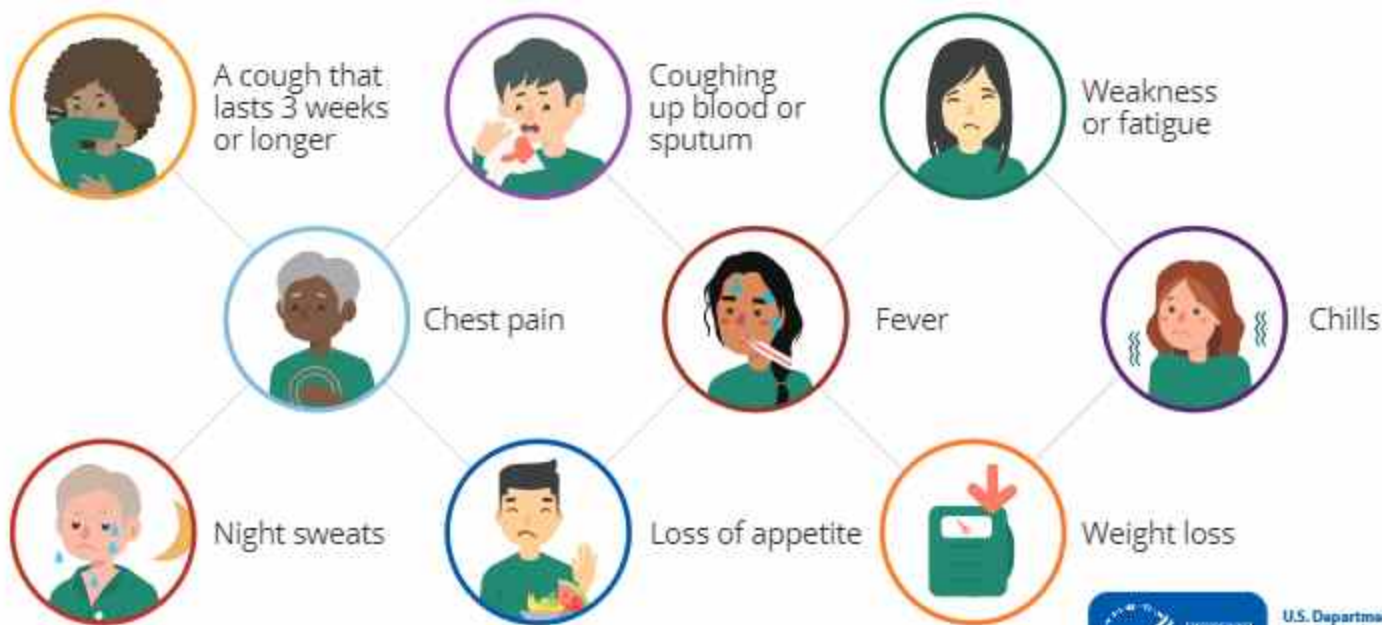 A cough that
lasts 3 weeks
or longer
Coughing
up blood or
sputum
Weakness
or fatigue
Chest pain
Fever
Chills
Night sweats
Loss of appetite
Weight loss
U.S. Departme